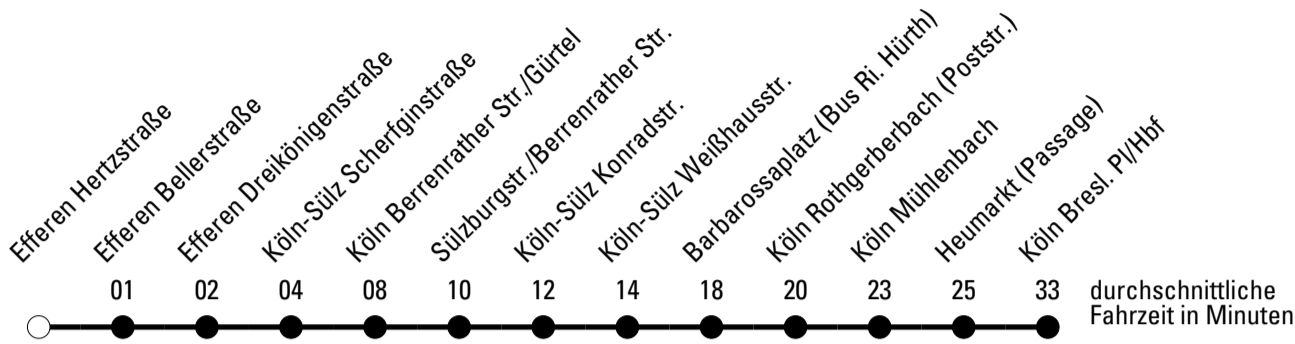 Efferen Hertzstraße
Efferen Bellerstraße
Efferen Dreikönigenstraße
Köln-Sülz Scherfginstraße
Köln Berrenrather Str./Gürtel
Sülzburgstr./Berrenrather Str.
Köln-Sülz Konradstr.
Köln-Sülz Weißhausstr.
Barbarossaplatz (Bus Ri. Hürth)
Köln Rothgerberbach (Poststr.)
Köln Mühlenbach
Heumarkt (Passage)
Köln Bresl. Pl/Hbf
01 02 04 08 10 12 14 18 20 23 25 33 durchschnittliche
Fahrzeit in Minuten